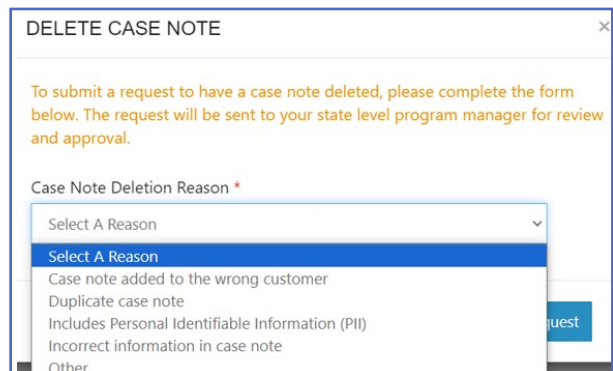 DELETE CASE NOTE ×
To submit a request to have a case note deleted, please complete the form
below. The request will be sent to your state level program manager for review
and approval.
Case Note Deletion Reason *
Select A Reason
Select A Reason
Case note added to the wrong customer
Duplicate case note
Includes Personal Identifiable Information (PII)
Incorrect information in case note
Other